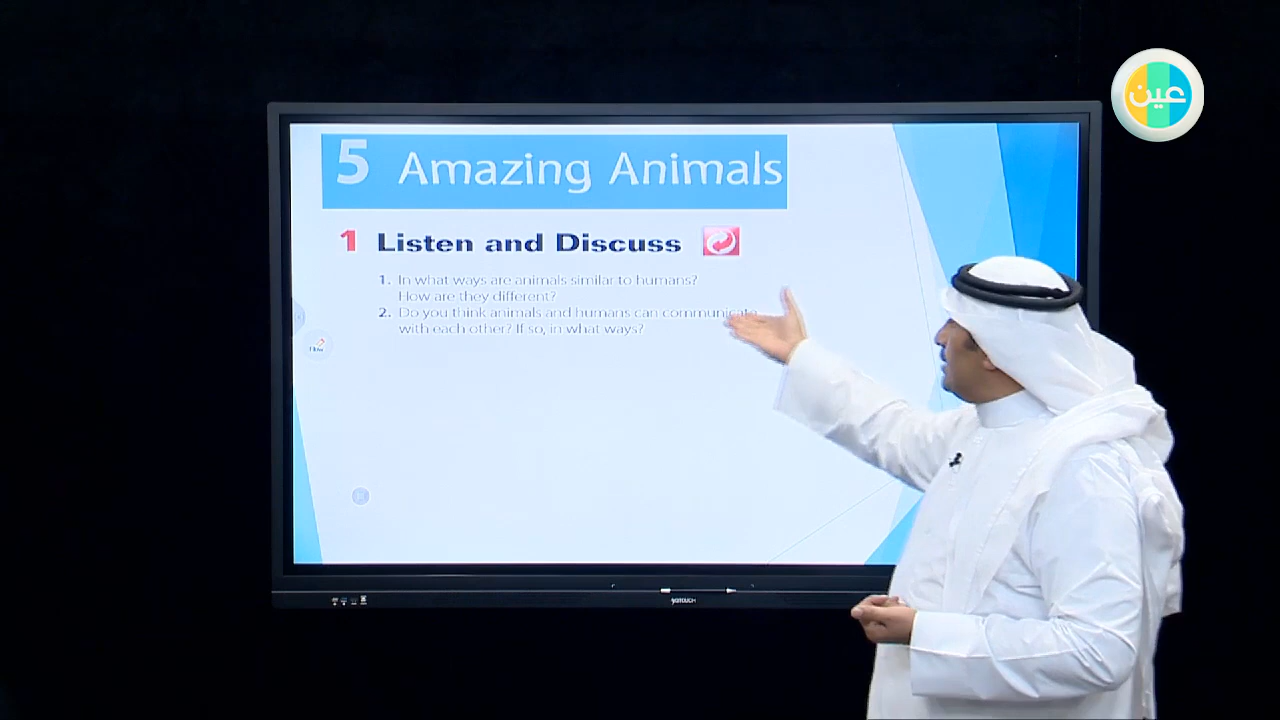 عين
5 Amazing Animals
1 Listen and Discuss
1. In what ways are animals similar to humans?
How are they different?
2. Do you think animals and humans can communicate
with each other? If so, in what ways?